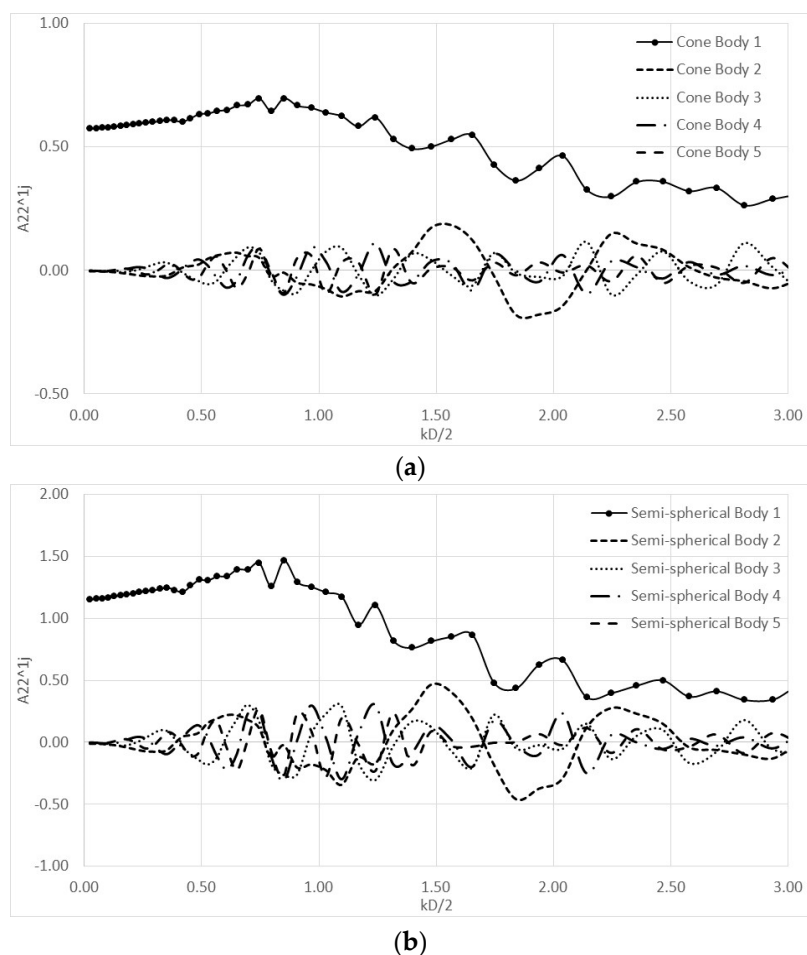 1.00
0.50
0.00
-0.50
A22^1j
Cone Body 1
Cone Body 2
Cone Body 3
Cone Body 4
Cone Body 5
0.00 0.50 1.00 1.50 2.00 2.50 3.00
kD/2
(a)
2.00
1.50
1.00
0.50
0.00
-0.50
-1.00
A22^1j
Semi-spherical Body 1
Semi-spherical Body 2
Semi-spherical Body 3
Semi-spherical Body 4
Semi-spherical Body 5
0.00 0.50 1.00 1.50 2.00 2.50 3.00
kD/2
(b)